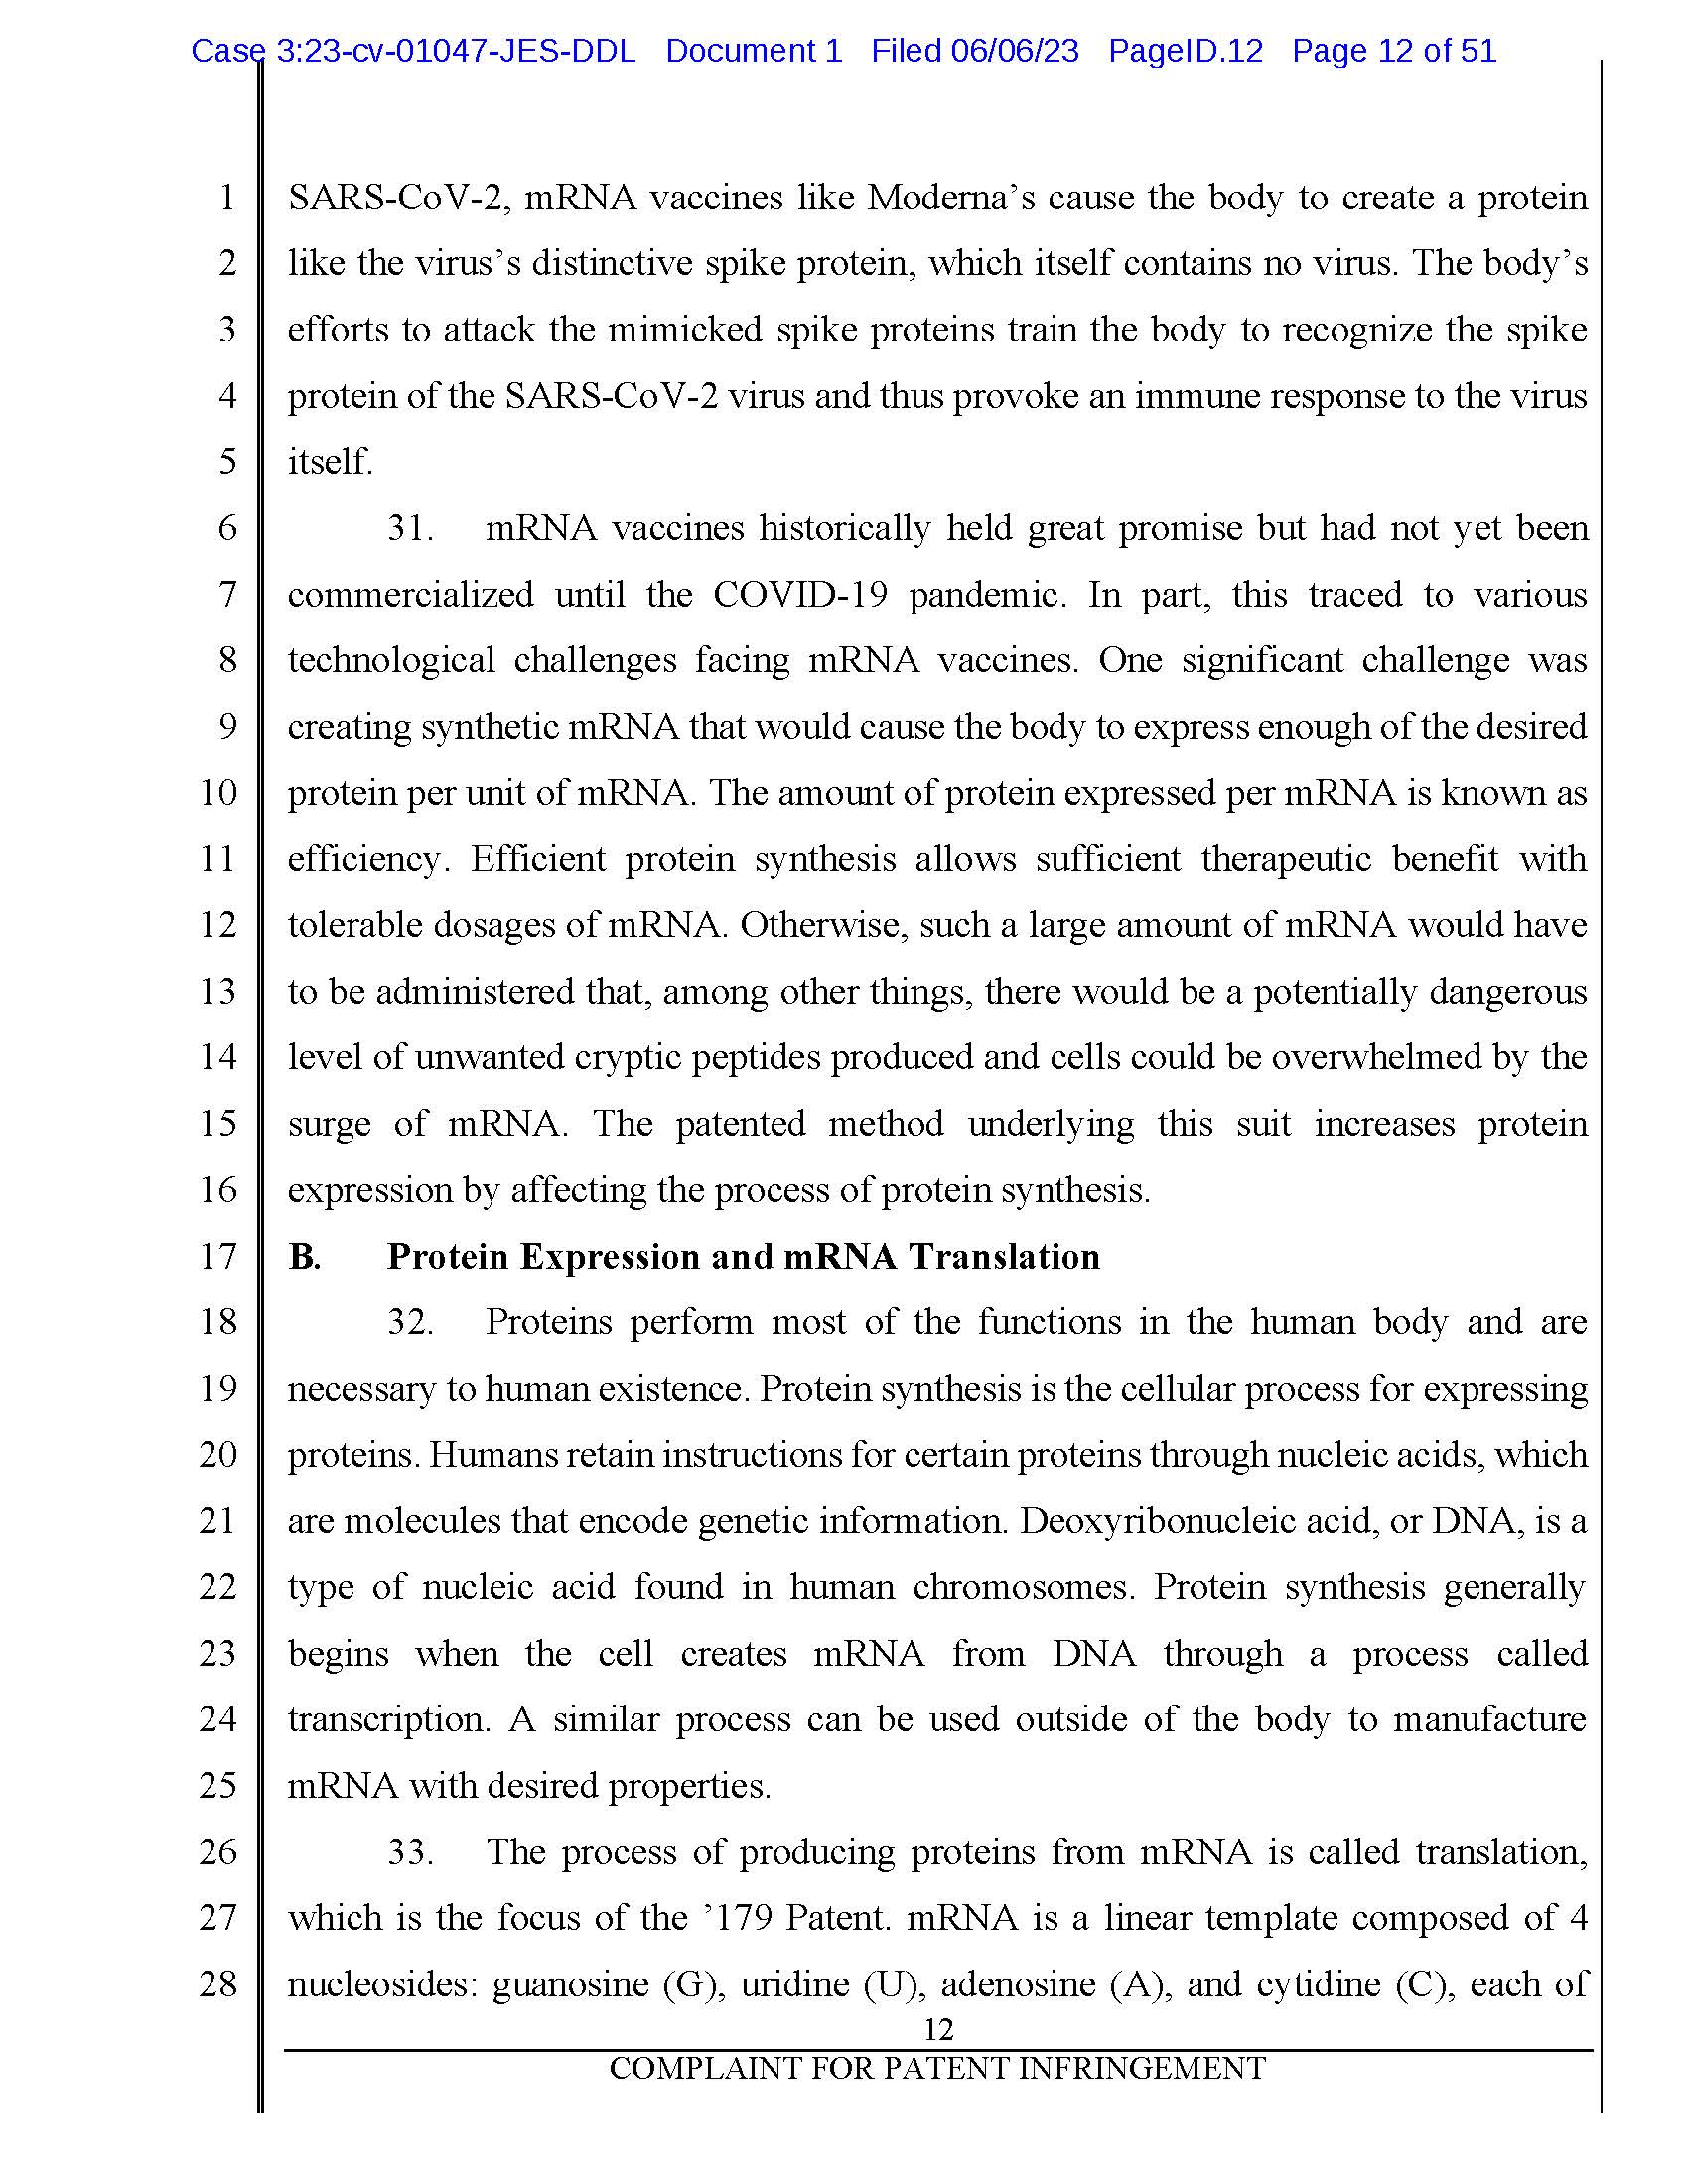 Case 3:23-cv-01047-JES-DDL Document 1 Filed 06/06/23 PageID.12 Page 12 of 51
1 SARS-CoV-2, mRNA vaccines like Moderna’s cause the body to create a protein
2 like the virus’s distinctive spike protein, which itself contains no virus. The body’s
3 efforts to attack the mimicked spike proteins train the body to recognize the spike
4 protein of the SARS-CoV-2 virus and thus provoke an immune response to the virus
5 itself.
6 31. mRNA vaccines historically held great promise but had not yet been
7 commercialized until the COVID-19 pandemic. In part, this traced to various
8 technological challenges facing mRNA vaccines. One significant challenge was
9 creating synthetic mRNA that would cause the body to express enough of the desired
10 protein per unit of mRNA. The amount of protein expressed per mRNA is known as
11 efficiency. Efficient protein synthesis allows sufficient therapeutic benefit with
12 tolerable dosages of mRNA. Otherwise, such a large amount of mRNA would have
13 to be administered that, among other things, there would be a potentially dangerous
14 level of unwanted cryptic peptides produced and cells could be overwhelmed by the
15 surge of mRNA. The patented method underlying this suit increases protein
16 expression by affecting the process of protein synthesis.
17 B. Protein Expression and mRNA Translation
18 32. Proteins perform most of the functions in the human body and are
19 necessary to human existence. Protein synthesis is the cellular process for expressing
20 proteins. Humans retain instructions for certain proteins through nucleic acids, which
21 are molecules that encode genetic information. Deoxyribonucleic acid, or DNA, is a
22 type of nucleic acid found in human chromosomes. Protein synthesis generally
23 begins when the cell creates mRNA from DNA through a process called
24 transcription. A similar process can be used outside of the body to manufacture
25 mRNA with desired properties.
26 33. The process of producing proteins from mRNA is called translation,
27 which is the focus of the ’179 Patent. mRNA is a linear template composed of 4
28 nucleosides: guanosine (G), uridine (U), adenosine (A), and cytidine (C), each of
12
COMPLAINT FOR PATENT INFRINGEMENT